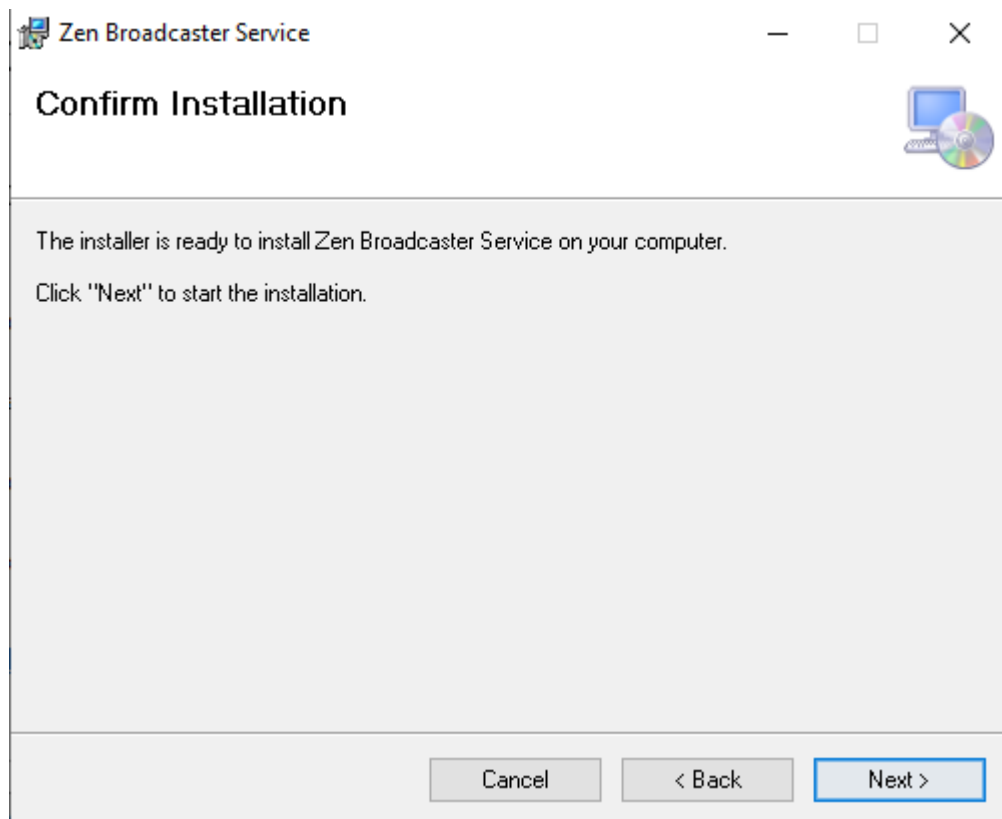 Zen Broadcaster Service
Confirm Installation
The installer is ready to install Zen Broadcaster Service on your computer.
Click "Next" to start the installation.
Cancel
< Back
Next >